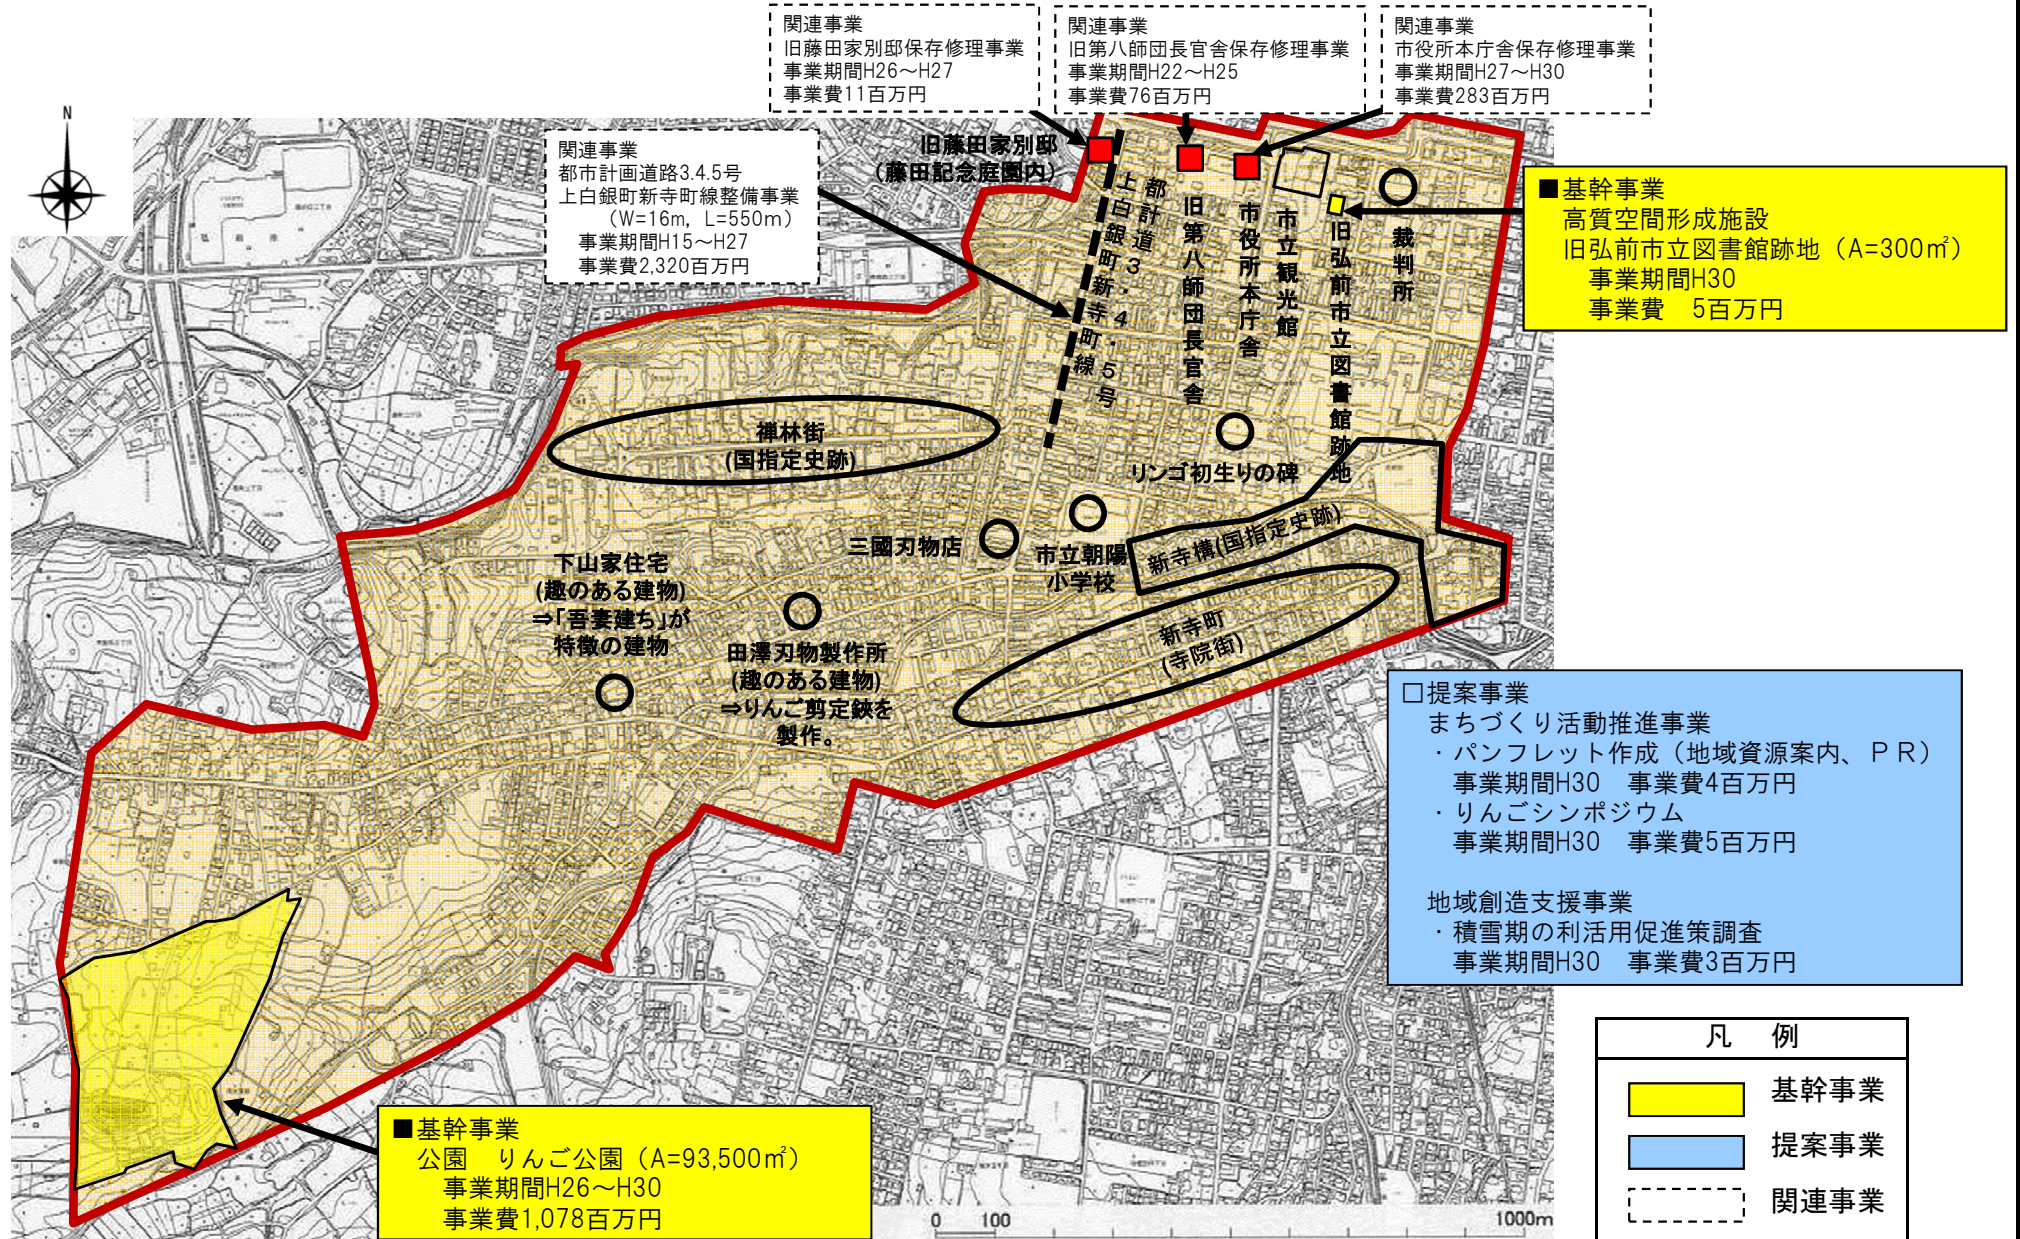 関連事業
旧藤田家別邸保存修理事業
事業期間H26～H27
事業費11百万円
関連事業
旧第八師団長官舎保存修理事業
事業期間H22～H25
事業費76百万円
関連事業
市役所本庁舎保存修理事業
事業期間H27～H30
事業費283百万円
N
関連事業
都市計画道路3.4.5号
上白銀町新寺町線整備事業
（W=16m, L=550m）
事業期間H15～H27
事業費2,320百万円
旧藤田家別邸
（藤田記念庭園内）
都計道3・4・5号
上白銀町新寺町線
旧第八師団長官舎
市役所本庁舎
市立観光館
旧弘前市立図書館跡地
裁判所
■基幹事業
高質空間形成施設
旧弘前市立図書館跡地（A=300㎡）
事業期間H30
事業費　5百万円
禅林街
(国指定史跡)
リンゴ初生りの碑
三國刃物店
市立朝陽
小学校
新寺構(国指定史跡)
新寺町
(寺院街)
下山家住宅
(趣のある建物)
⇒｢吾妻建ち｣が
特徴の建物
田澤刃物製作所
(趣のある建物)
⇒りんご剪定鋏を
製作。
□提案事業
まちづくり活動推進事業
・パンフレット作成（地域資源案内、ＰＲ）
事業期間H30　事業費4百万円
・りんごシンポジウム
事業期間H30　事業費5百万円
地域創造支援事業
・積雪期の利活用促進策調査
事業期間H30　事業費3百万円
■基幹事業
公園　りんご公園（A=93,500㎡）
事業期間H26～H30
事業費1,078百万円
0 100 1000m
凡　例
基幹事業
提案事業
関連事業